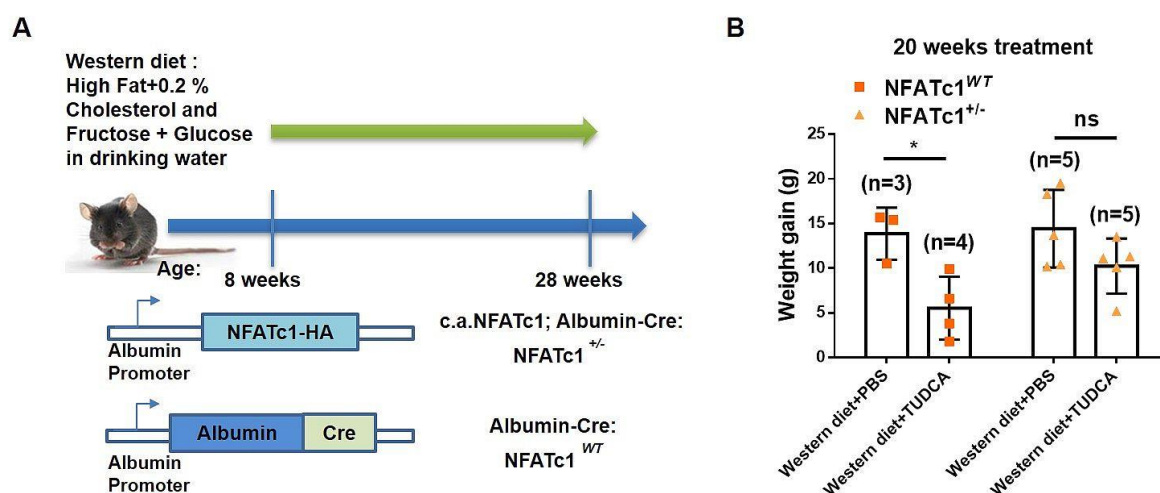 A
Western diet :
High Fat+0.2 %
Cholesterol and
Fructose + Glucose
in drinking water
Age:
8 weeks
28 weeks
NFATc1-HA
Albumin
Promoter
c.a.NFATc1; Albumin-Cre:
NFATc1 +/-
Albumin Cre
Albumin
Promoter
Albumin-Cre:
NFATc1 WT
B
20 weeks treatment
NFATc1WT
NFATc1+/-
Weight gain (g)
25
20
15
10
5
0
*
ns
(n=3)
(n=4)
(n=5)
(n=5)
Western diet+PBS
Western diet+TUDCA
Western diet+PBS
Western diet+TUDCA